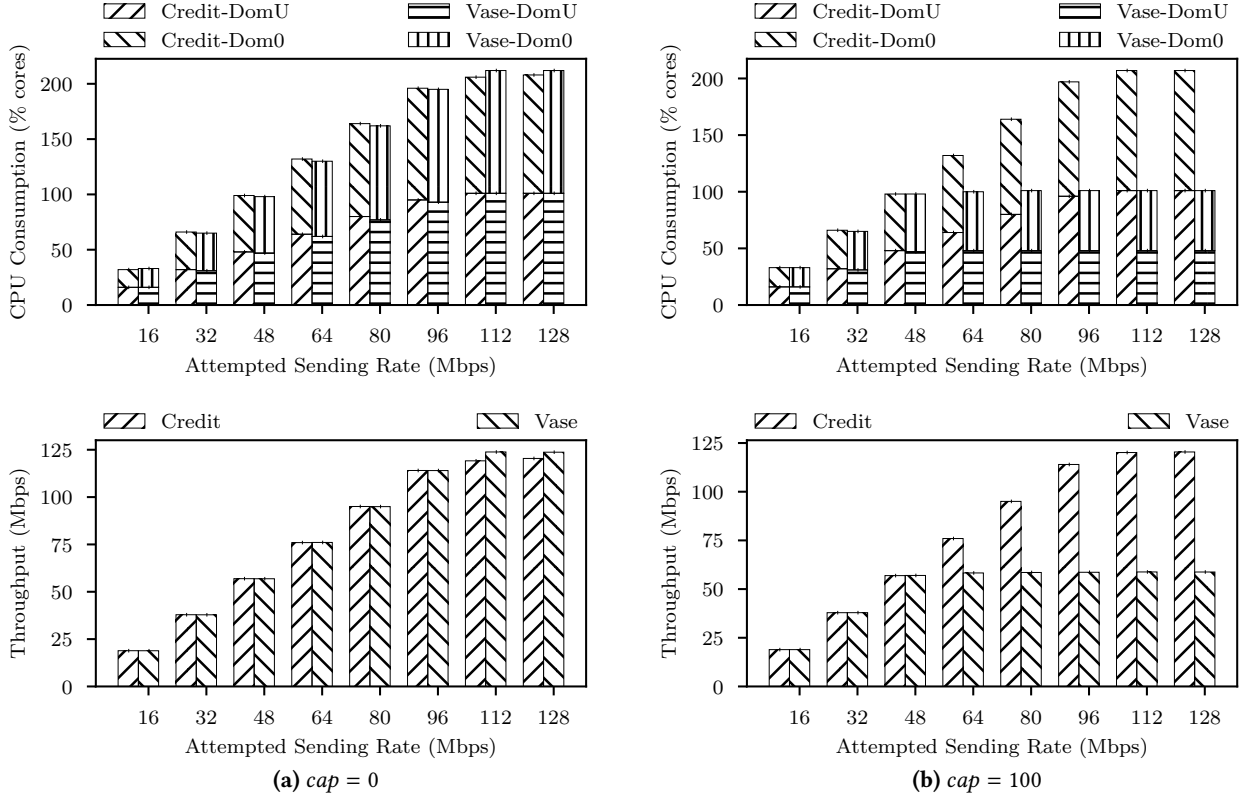 Credit-DomU
Vase-DomU
Credit-Dom0
Vase-Dom0
CPU Consumption (% cores)
200
150
100
50
0
16 32 48 64 80 96 112 128
Attempted Sending Rate (Mbps)
Credit
Vase
Throughput (Mbps)
125
100
75
50
25
0
16 32 48 64 80 96 112 128
Attempted Sending Rate (Mbps)
(a) cap = 0
Credit-DomU
Vase-DomU
Credit-Dom0
Vase-Dom0
CPU Consumption (% cores)
200
150
100
50
0
16 32 48 64 80 96 112 128
Attempted Sending Rate (Mbps)
Credit
Vase
Throughput (Mbps)
125
100
75
50
25
0
16 32 48 64 80 96 112 128
Attempted Sending Rate (Mbps)
(b) cap = 100